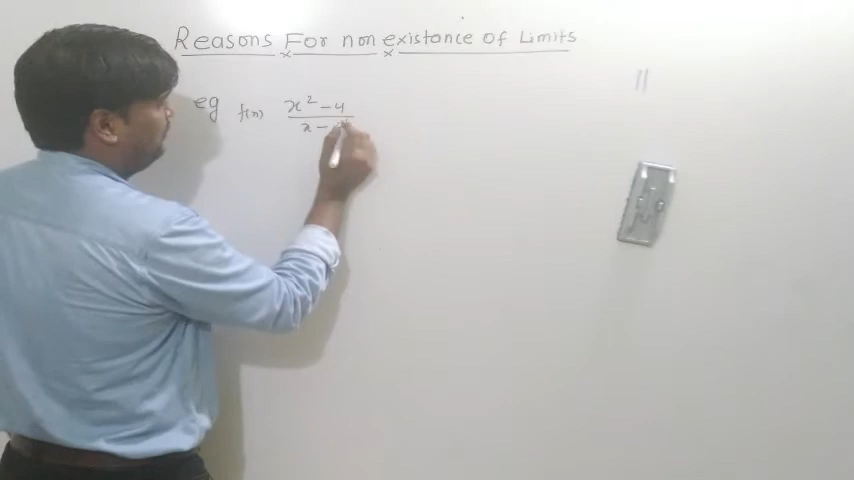 Reasons For non existance of Limits
eg f(x) x² - 4
x -